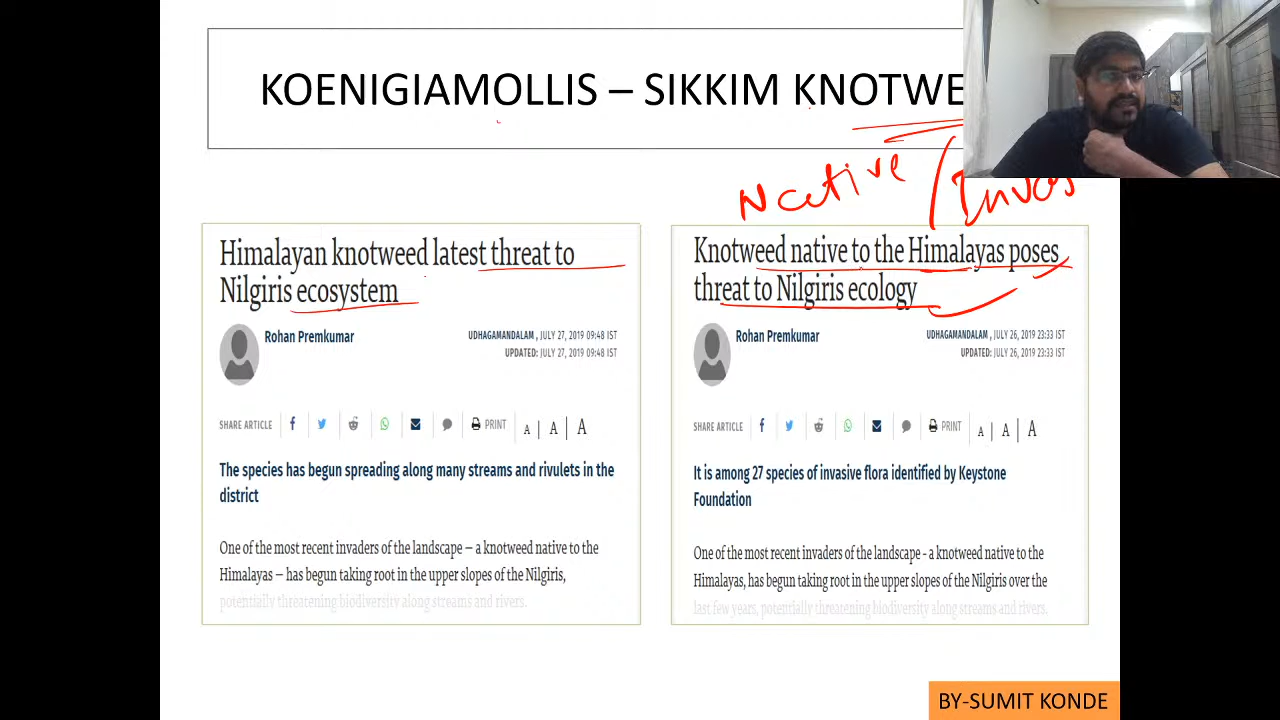 KOENIGIAMOLLIS – SIKKIM KNOTWE
Native / Invas
Himalayan knotweed latest threat to
Nilgiris ecosystem
Rohan Premkumar
UDHAGAMANDALAM , JULY 27, 2019 09:48 IST
UPDATED: JULY 27, 2019 09:48 IST
SHARE ARTICLE
PRINT
A | A | A
The species has begun spreading along many streams and rivulets in the
district
One of the most recent invaders of the landscape – a knotweed native to the
Himalayas – has begun taking root in the upper slopes of the Nilgiris,
potentially threatening biodiversity along streams and rivers.
Knotweed native to the Himalayas poses
threat to Nilgiris ecology
Rohan Premkumar
UDHAGAMANDALAM , JULY 26, 2019 23:33 IST
UPDATED: JULY 26, 2019 23:33 IST
SHARE ARTICLE
PRINT
A | A | A
It is among 27 species of invasive flora identified by Keystone
Foundation
One of the most recent invaders of the landscape - a knotweed native to the
Himalayas, has begun taking root in the upper slopes of the Nilgiris over the
last few years, potentially threatening biodiversity along streams and rivers.
BY-SUMIT KONDE